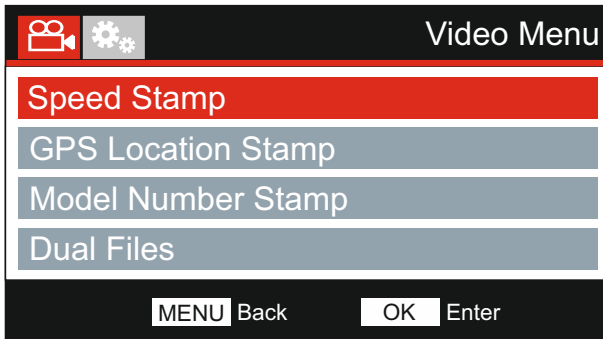 Video Menu
Speed Stamp
GPS Location Stamp
Model Number Stamp
Dual Files
MENU Back OK Enter